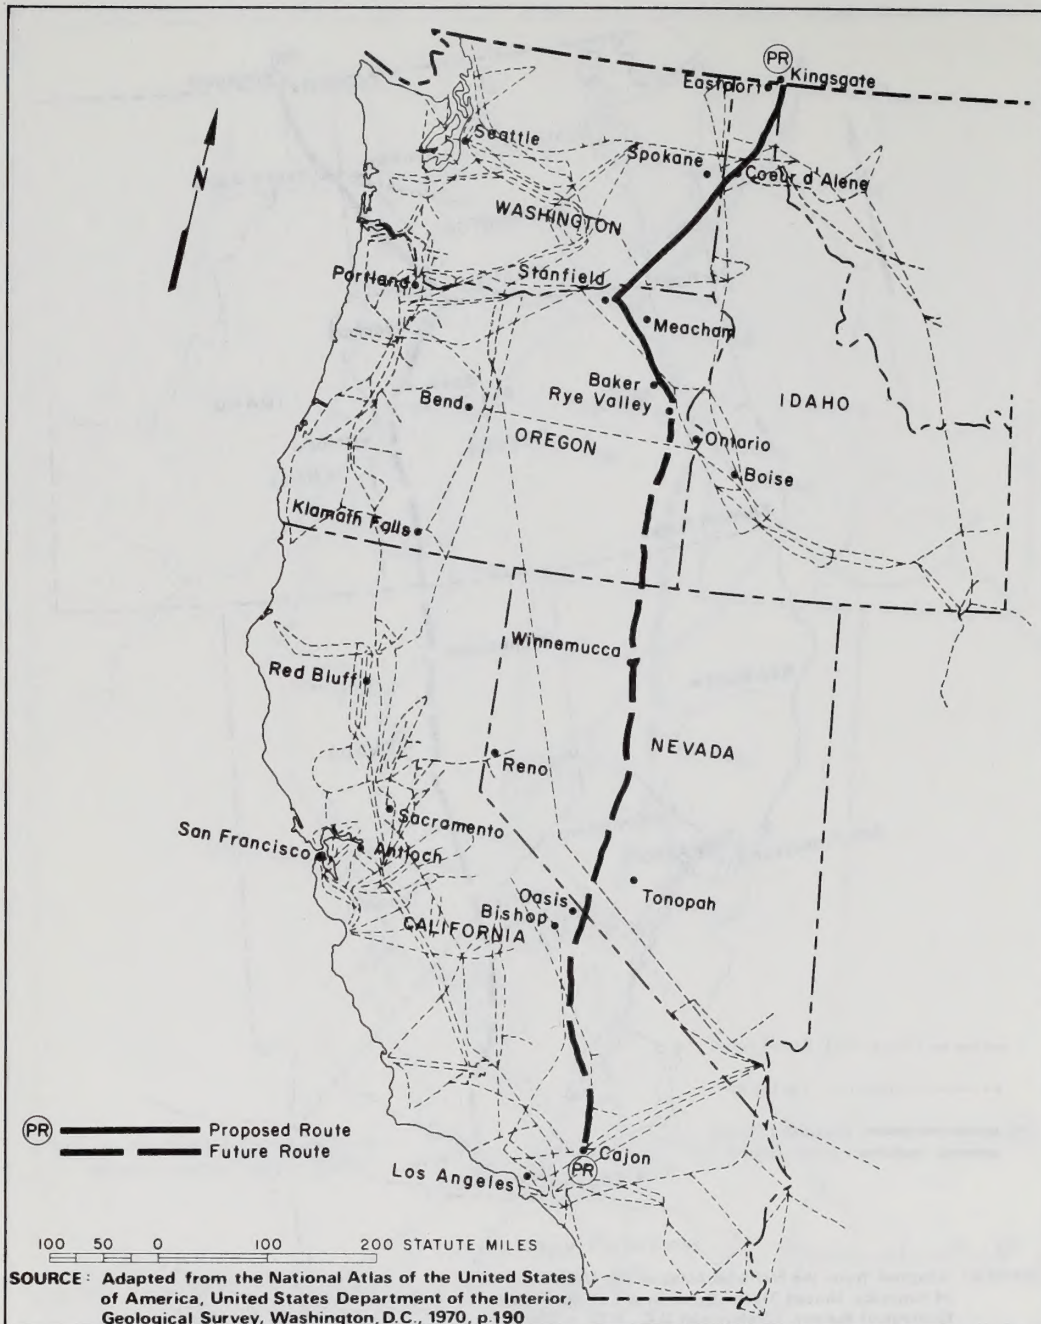 PR
Kingsgate
Eastport
Seattle
Spokane
Coeur d'Alene
N
WASHINGTON
Portland
Stanfield
Meacham
Baker
Rye Valley
IDAHO
Bend
OREGON
Ontario
Boise
Klamath Falls
Winnemucca
Red Bluff
NEVADA
Reno
Sacramento
San Francisco
Antioch
Tonopah
Oasis
Bishop
CALIFORNIA
PR Proposed Route
Future Route
Cajon
PR
Los Angeles
100 50 0 100 200 STATUTE MILES
SOURCE: Adapted from the National Atlas of the United States
of America, United States Department of the Interior,
Geological Survey, Washington, D.C., 1970, p.190